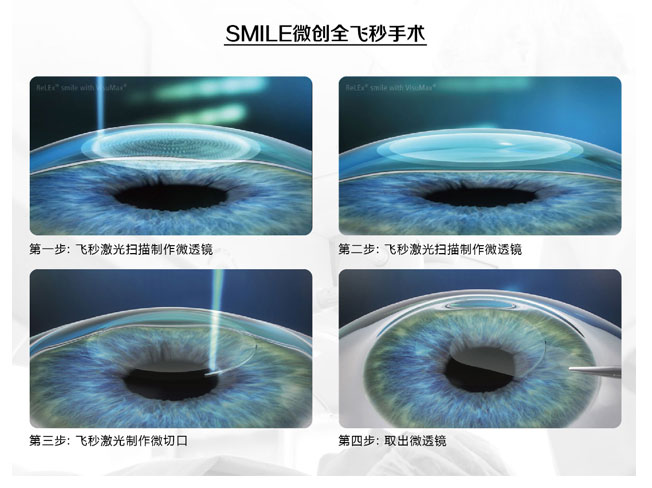 SMILE微创全飞秒手术
ReLEx® smile with VisuMax®
ReLEx® smile with VisuMax®
第一步: 飞秒激光扫描制作微透镜
第二步: 飞秒激光扫描制作微透镜
第三步: 飞秒激光制作微切口
第四步: 取出微透镜